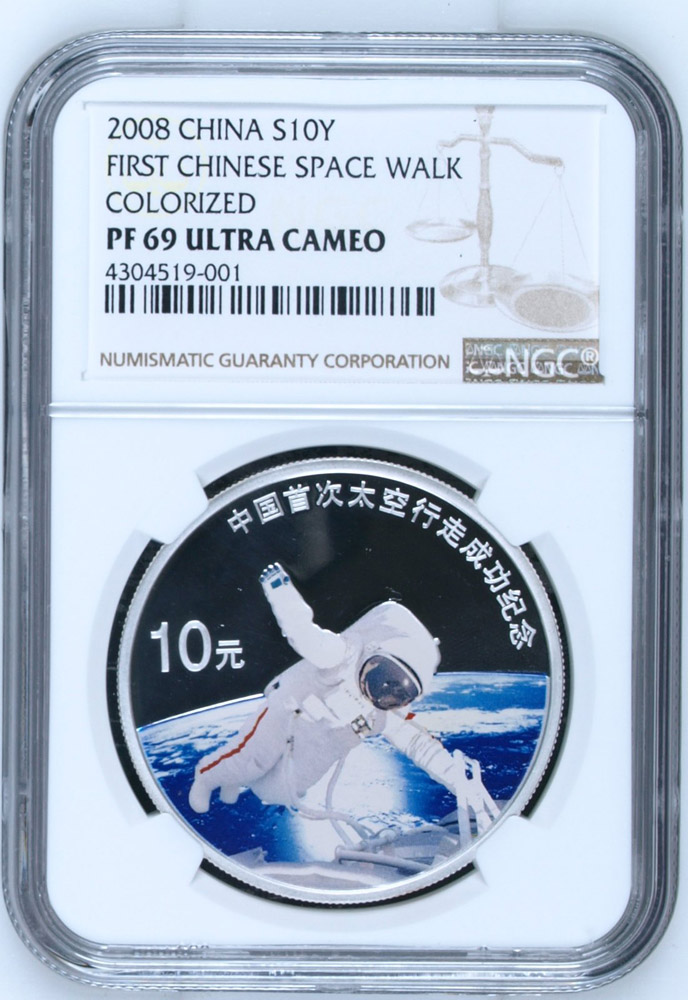 2008 CHINA S10Y
FIRST CHINESE SPACE WALK
COLORIZED
PF 69 ULTRA CAMEO
4304519-001
NUMISMATIC GUARANTY CORPORATION
NGC®
中国首次太空行走成功纪念
10元